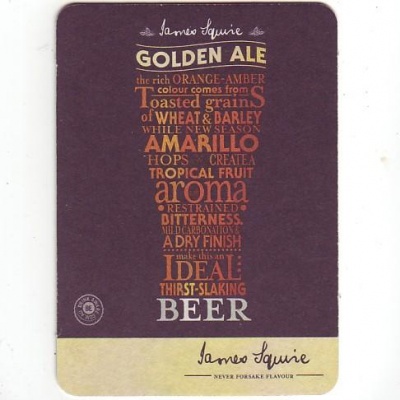 James Squire
GOLDEN ALE
the rich ORANGE-AMBER
colour comes from
Toasted grainS
of WHEAT & BARLEY
WHILE NEW SEASON
AMARILLO
HOPS CREATE A
TROPICAL FRUIT
aroma
• RESTRAINED •
BITTERNESS.
MILD CARBONATION &
A DRY FINISH
make this an
IDEAL
THIRST-SLAKING
BEER
James Squire
NEVER FORSAKE FLAVOUR